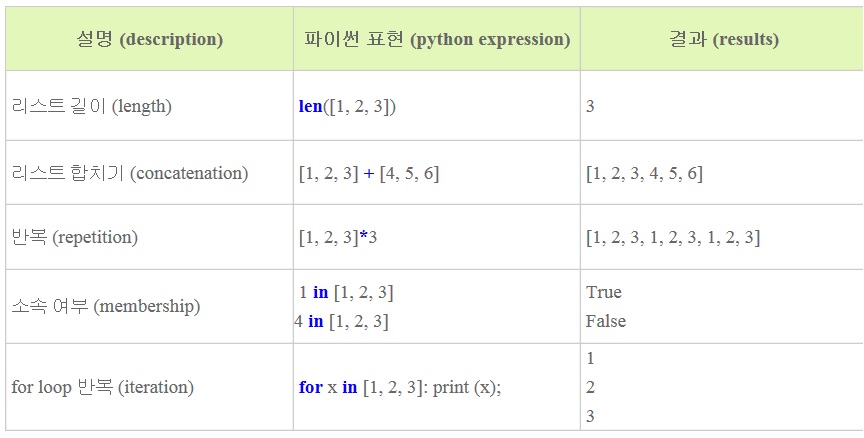 설명 (description) 파이썬 표현 (python expression) 결과 (results)
리스트 길이 (length) len([1, 2, 3]) 3
리스트 합치기 (concatenation) [1, 2, 3] + [4, 5, 6] [1, 2, 3, 4, 5, 6]
반복 (repetition) [1, 2, 3]*3 [1, 2, 3, 1, 2, 3, 1, 2, 3]
소속 여부 (membership)
1 in [1, 2, 3]
4 in [1, 2, 3]
True
False
for loop 반복 (iteration) for x in [1, 2, 3]: print (x);
1
2
3